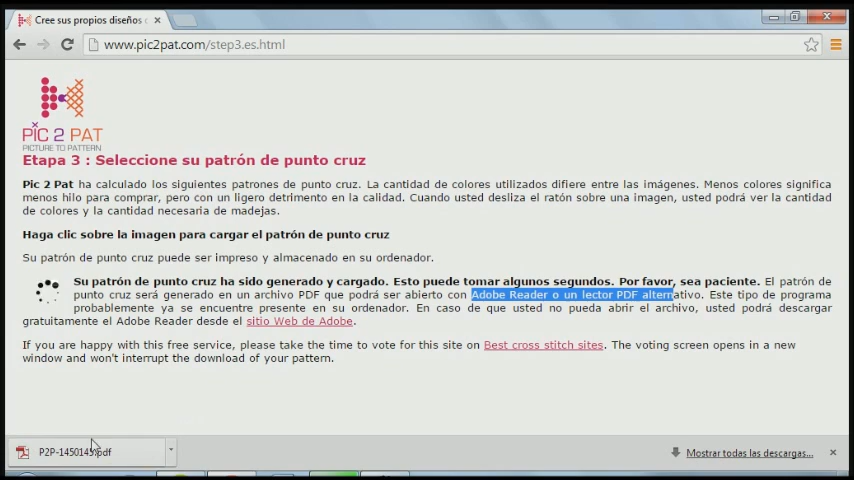 Cree sus propios diseños
www.pic2pat.com/step3.es.html
PIC 2 PAT
PICTURE TO PATTERN
Etapa 3 : Seleccione su patrón de punto cruz
Pic 2 Pat ha calculado los siguientes patrones de punto cruz. La cantidad de colores utilizados difiere entre las imágenes. Menos colores significa
menos hilo para comprar, pero con un ligero detrimento en la calidad. Cuando usted desliza el ratón sobre una imagen, usted podrá ver la cantidad
de colores y la cantidad necesaria de madejas.
Haga clic sobre la imagen para cargar el patrón de punto cruz
Su patrón de punto cruz puede ser impreso y almacenado en su ordenador.
Su patrón de punto cruz ha sido generado y cargado. Esto puede tomar algunos segundos. Por favor, sea paciente. El patrón de
punto cruz será generado en un archivo PDF que podrá ser abierto con Adobe Reader o un lector PDF alternativo. Este tipo de programa
probablemente ya se encuentre presente en su ordenador. En caso de que usted no pueda abrir el archivo, usted podrá descargar
gratuitamente el Adobe Reader desde el sitio Web de Adobe.
If you are happy with this free service, please take the time to vote for this site on Best cross stitch sites. The voting screen opens in a new
window and won't interrupt the download of your pattern.
Mostrar todas las descargas...